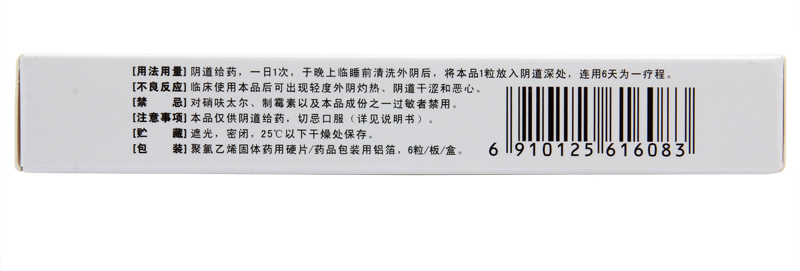 [用法用量] 阴道给药，一日1次，于晚上临睡前清洗外阴后，将本品1粒放入阴道深处，连用6天为一疗程。
[不良反应] 临床使用本品后可出现轻度外阴灼热、阴道干涩和恶心。
[禁　　忌] 对硝呋太尔、制霉素以及本品成份之一过敏者禁用。
[注意事项] 本品仅供阴道给药，切忌口服（详见说明书）。
[贮　　藏] 遮光，密闭，25℃以下干燥处保存。
[包　　装] 聚氯乙烯固体药用硬片/药品包装用铝箔，6粒/板/盒。
6 910125 616083